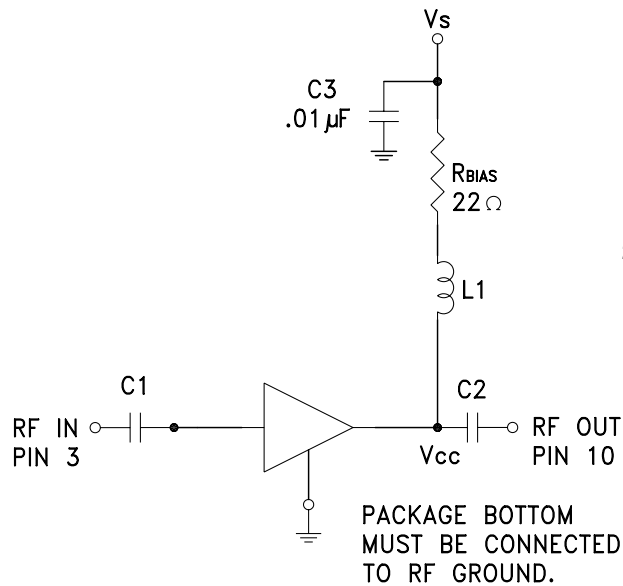 Vs
C3
.01µF
RBIAS
22Ω
L1
C1
C2
RF IN
PIN 3
Vcc
RF OUT
PIN 10
PACKAGE BOTTOM
MUST BE CONNECTED
TO RF GROUND.